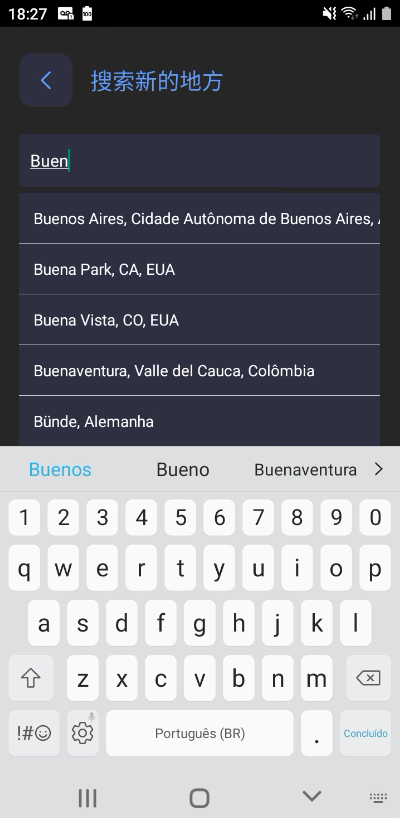 18:27
搜索新的地方
Buen
Buenos Aires, Cidade Autônoma de Buenos Aires,
Buena Park, CA, EUA
Buena Vista, CO, EUA
Buenaventura, Valle del Cauca, Colômbia
Bünde, Alemanha
Buenos Bueno Buenaventura
1 2 3 4 5 6 7 8 9 0
q w e r t y u i o p
a s d f g h j k l
z x c v b n m
!#☺ Português (BR) . Concluído